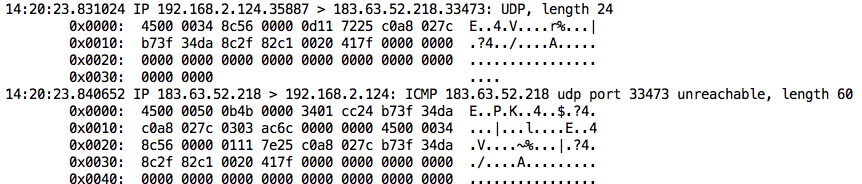 14:20:23.831024 IP 192.168.2.124.35887 > 183.63.52.218.33473: UDP, length 24
0x0000: 4500 0034 8c56 0000 0d11 7225 c0a8 027c E..4.V....r%...|
0x0010: b73f 34da 8c2f 82c1 0020 417f 0000 0000 .?4../....A.....
0x0020: 0000 0000 0000 0000 0000 0000 0000 0000 ................
0x0030: 0000 0000 ....
14:20:23.840652 IP 183.63.52.218 > 192.168.2.124: ICMP 183.63.52.218 udp port 33473 unreachable, length 60
0x0000: 4500 0050 0b4b 0000 3401 cc24 b73f 34da E..P.K..4..$.?4.
0x0010: c0a8 027c 0303 ac6c 0000 0000 4500 0034 ...|...l....E..4
0x0020: 8c56 0000 0111 7e25 c0a8 027c b73f 34da .V....~%...|.?4.
0x0030: 8c2f 82c1 0020 417f 0000 0000 0000 0000 ./....A.........
0x0040: 0000 0000 0000 0000 0000 0000 0000 0000 ................